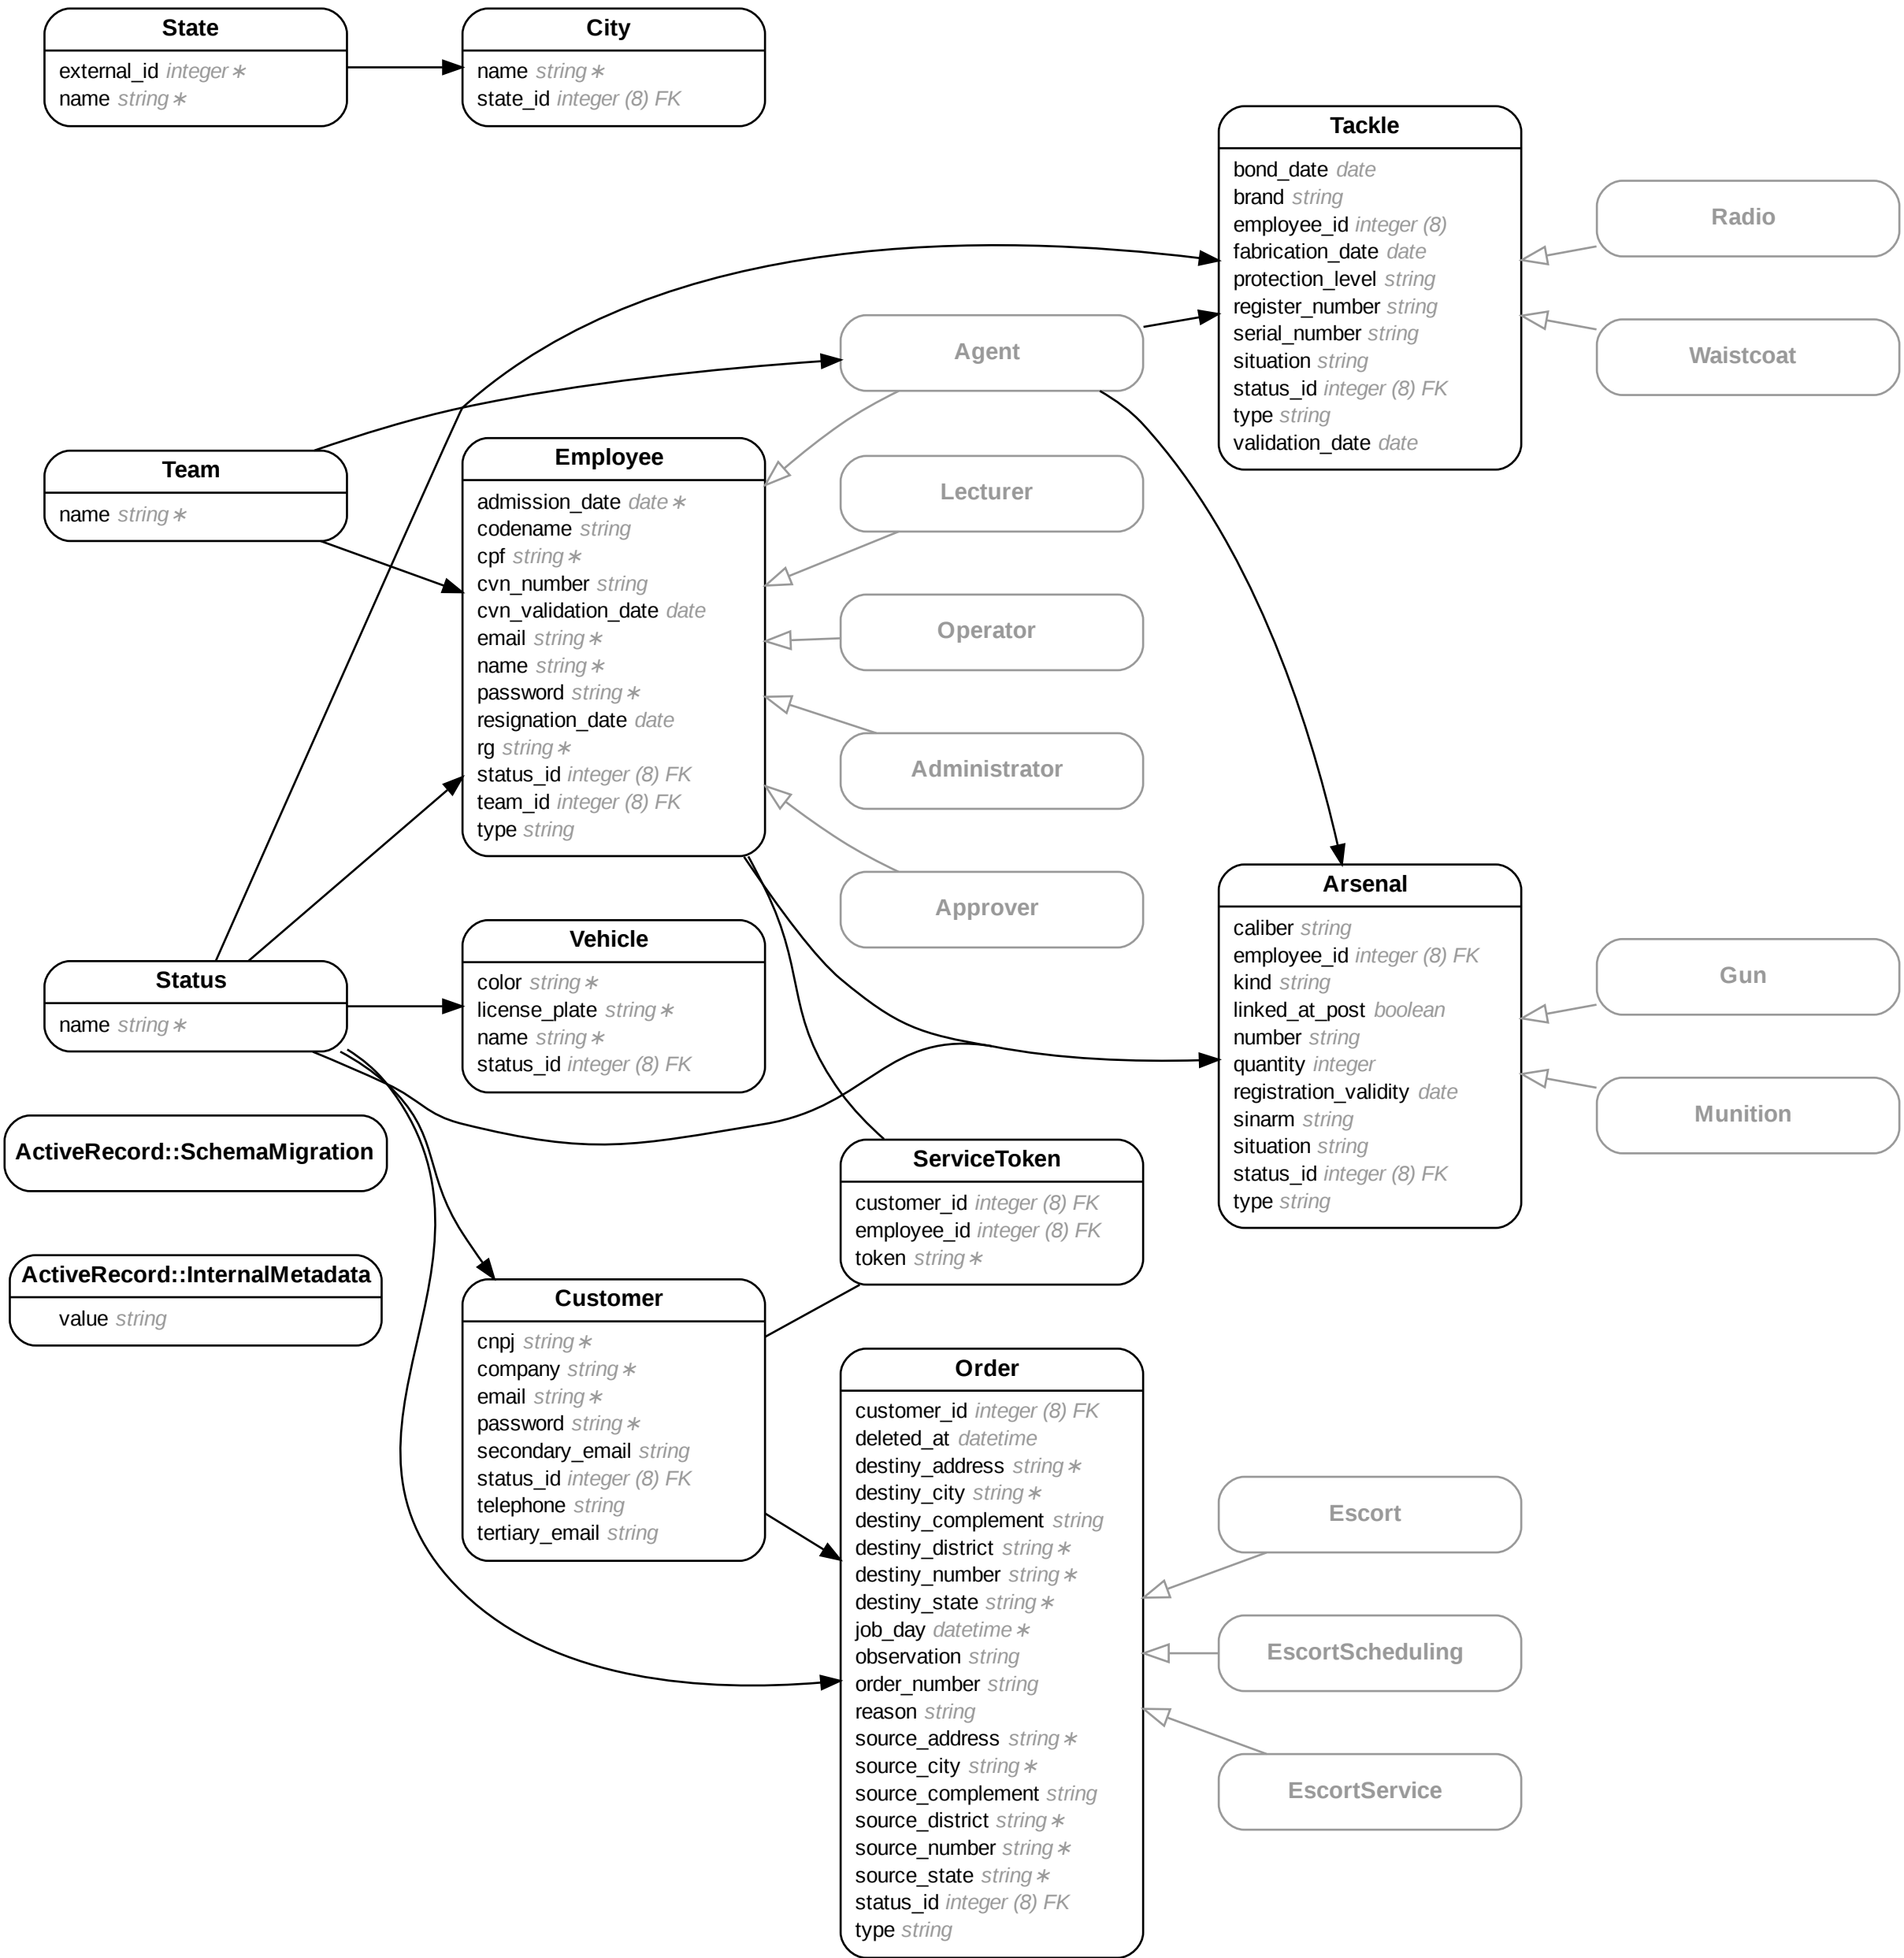 State
external_id integer ∗
name string ∗
City
name string ∗
state_id integer (8) FK
Tackle
bond_date date
brand string
employee_id integer (8)
fabrication_date date
protection_level string
register_number string
serial_number string
situation string
status_id integer (8) FK
type string
validation_date date
Radio
Waistcoat
Agent
Team
name string ∗
Employee
admission_date date ∗
codename string
cpf string ∗
cvn_number string
cvn_validation_date date
email string ∗
name string ∗
password string ∗
resignation_date date
rg string ∗
status_id integer (8) FK
team_id integer (8) FK
type string
Lecturer
Operator
Administrator
Approver
Status
name string ∗
Vehicle
color string ∗
license_plate string ∗
name string ∗
status_id integer (8) FK
Arsenal
caliber string
employee_id integer (8) FK
kind string
linked_at_post boolean
number string
quantity integer
registration_validity date
sinarm string
situation string
status_id integer (8) FK
type string
Gun
Munition
ActiveRecord::SchemaMigration
ActiveRecord::InternalMetadata
value string
ServiceToken
customer_id integer (8) FK
employee_id integer (8) FK
token string ∗
Customer
cnpj string ∗
company string ∗
email string ∗
password string ∗
secondary_email string
status_id integer (8) FK
telephone string
tertiary_email string
Order
customer_id integer (8) FK
deleted_at datetime
destiny_address string ∗
destiny_city string ∗
destiny_complement string
destiny_district string ∗
destiny_number string ∗
destiny_state string ∗
job_day datetime ∗
observation string
order_number string
reason string
source_address string ∗
source_city string ∗
source_complement string
source_district string ∗
source_number string ∗
source_state string ∗
status_id integer (8) FK
type string
Escort
EscortScheduling
EscortService